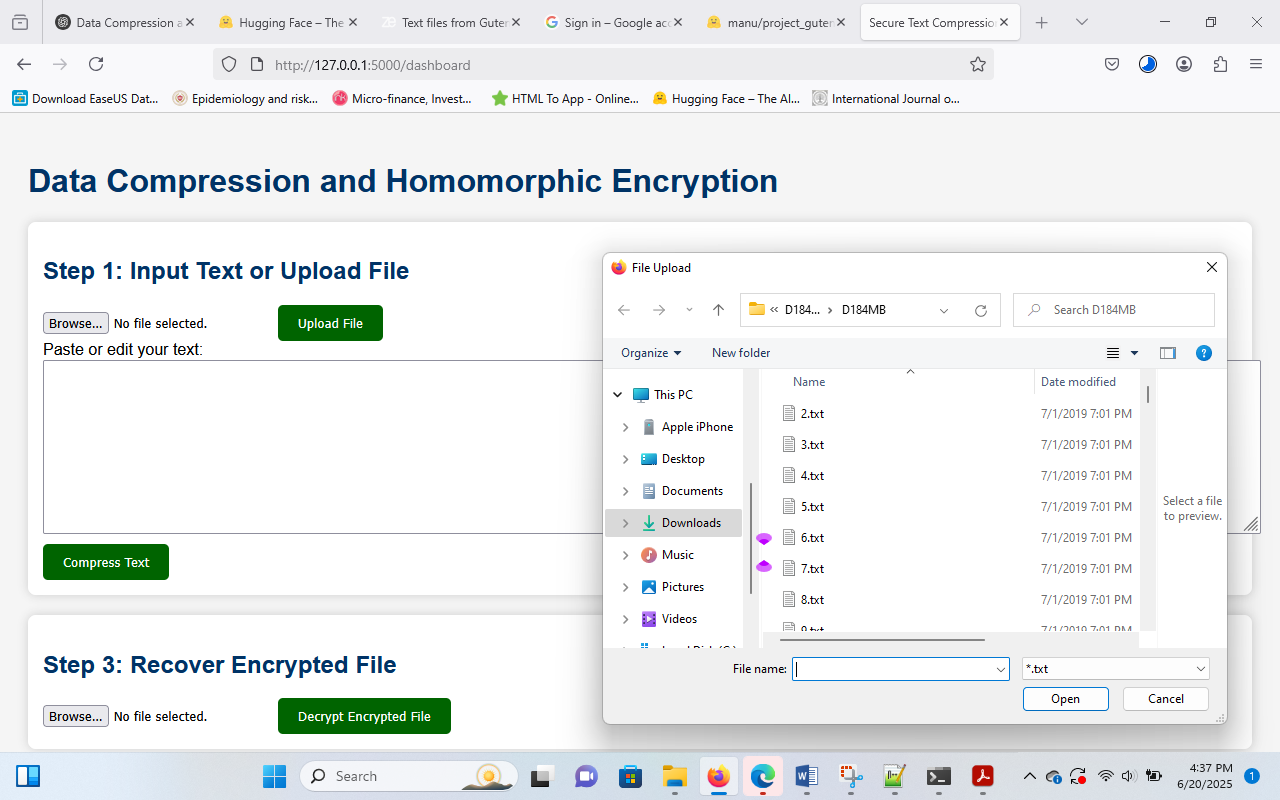 Data Compression a
Hugging Face – The
Text files from Guter
Sign in – Google acc
manu/project_guter
Secure Text Compression
http://127.0.0.1:5000/dashboard
Download EaseUS Dat...
Epidemiology and risk...
Micro-finance, Invest...
HTML To App - Online...
Hugging Face – The AI...
International Journal o...
Data Compression and Homomorphic Encryption
Step 1: Input Text or Upload File
Browse... No file selected.
Upload File
Paste or edit your text:
Compress Text
Step 3: Recover Encrypted File
Browse... No file selected.
Decrypt Encrypted File
File Upload
« D184... › D184MB
Search D184MB
Organize
New folder
This PC
Apple iPhone
Desktop
Documents
Downloads
Music
Pictures
Videos
Name Date modified
2.txt 7/1/2019 7:01 PM
3.txt 7/1/2019 7:01 PM
4.txt 7/1/2019 7:01 PM
5.txt 7/1/2019 7:01 PM
6.txt 7/1/2019 7:01 PM
7.txt 7/1/2019 7:01 PM
8.txt 7/1/2019 7:01 PM
9.txt 7/1/2019 7:01 PM
Select a file
to preview.
File name:
*.txt
Open
Cancel
Search
4:37 PM
6/20/2025
1